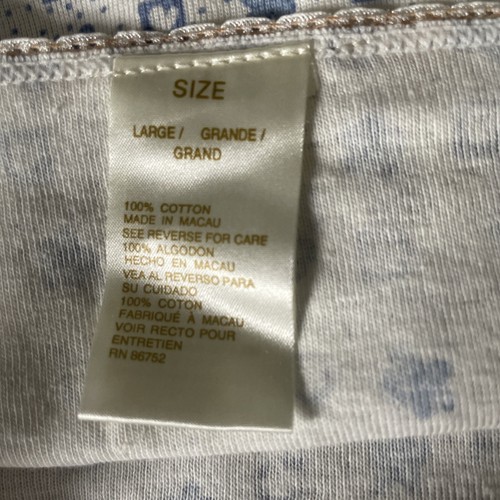 SIZE
LARGE / GRANDE /
GRAND
100% COTTON
MADE IN MACAU
SEE REVERSE FOR CARE
100% ALGODON
HECHO EN MACAU
VEA AL REVERSO PARA
SU CUIDADO
100% COTON
FABRIQUÉ À MACAU
VOIR RECTO POUR
ENTRETIEN
RN 86752